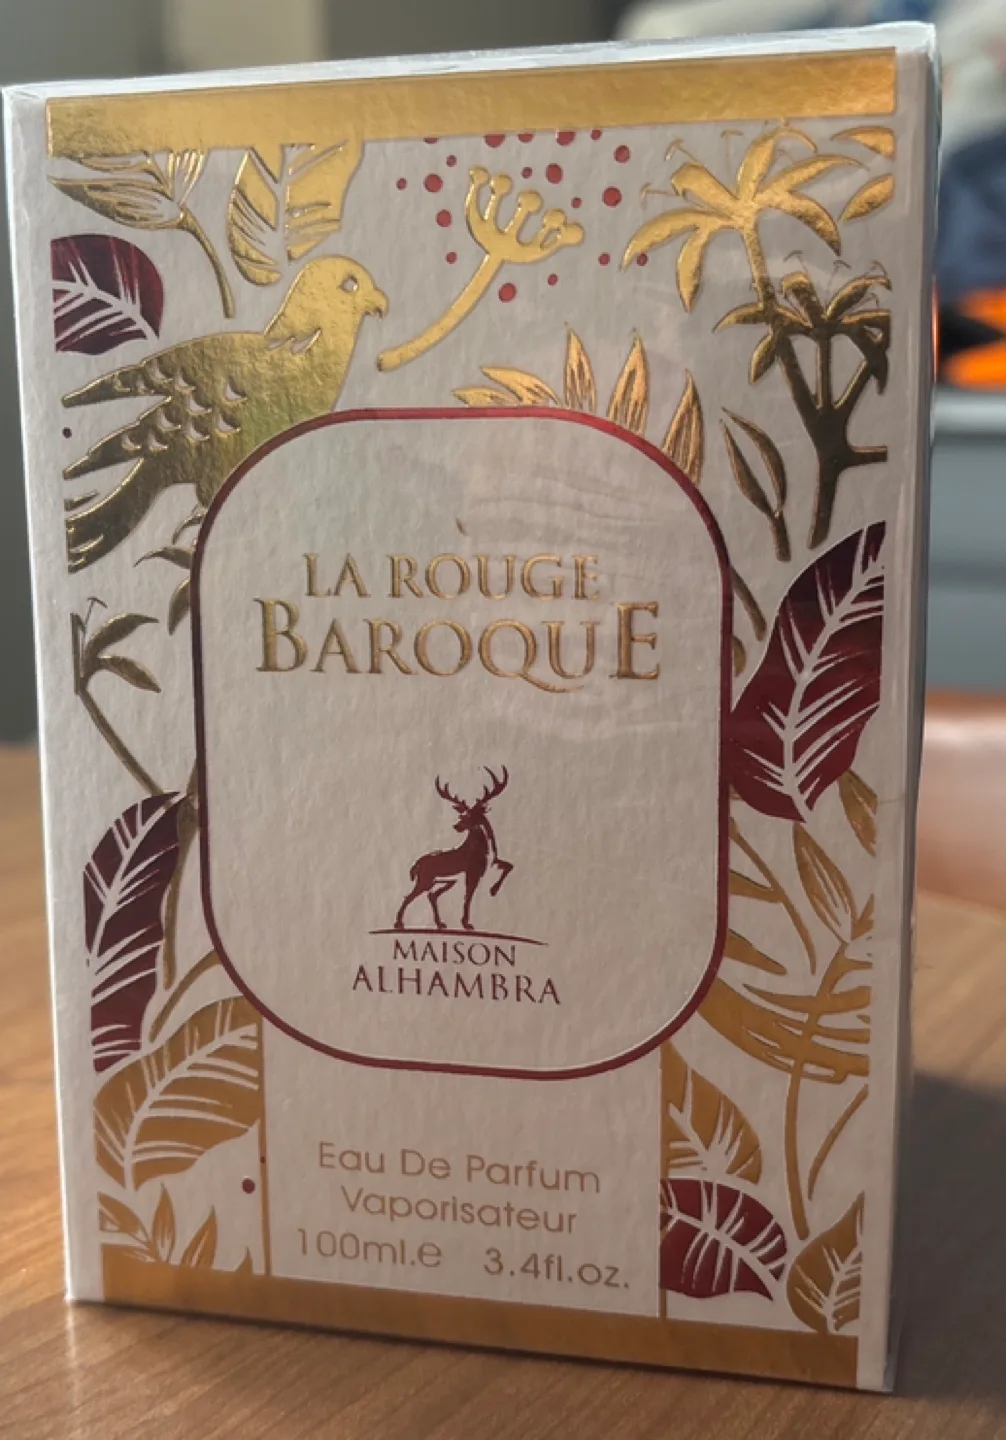 LA ROUGE
BAROQUE
MAISON
ALHAMBRA
Eau De Parfum
Vaporisateur
100ml.e 3.4fl.oz.